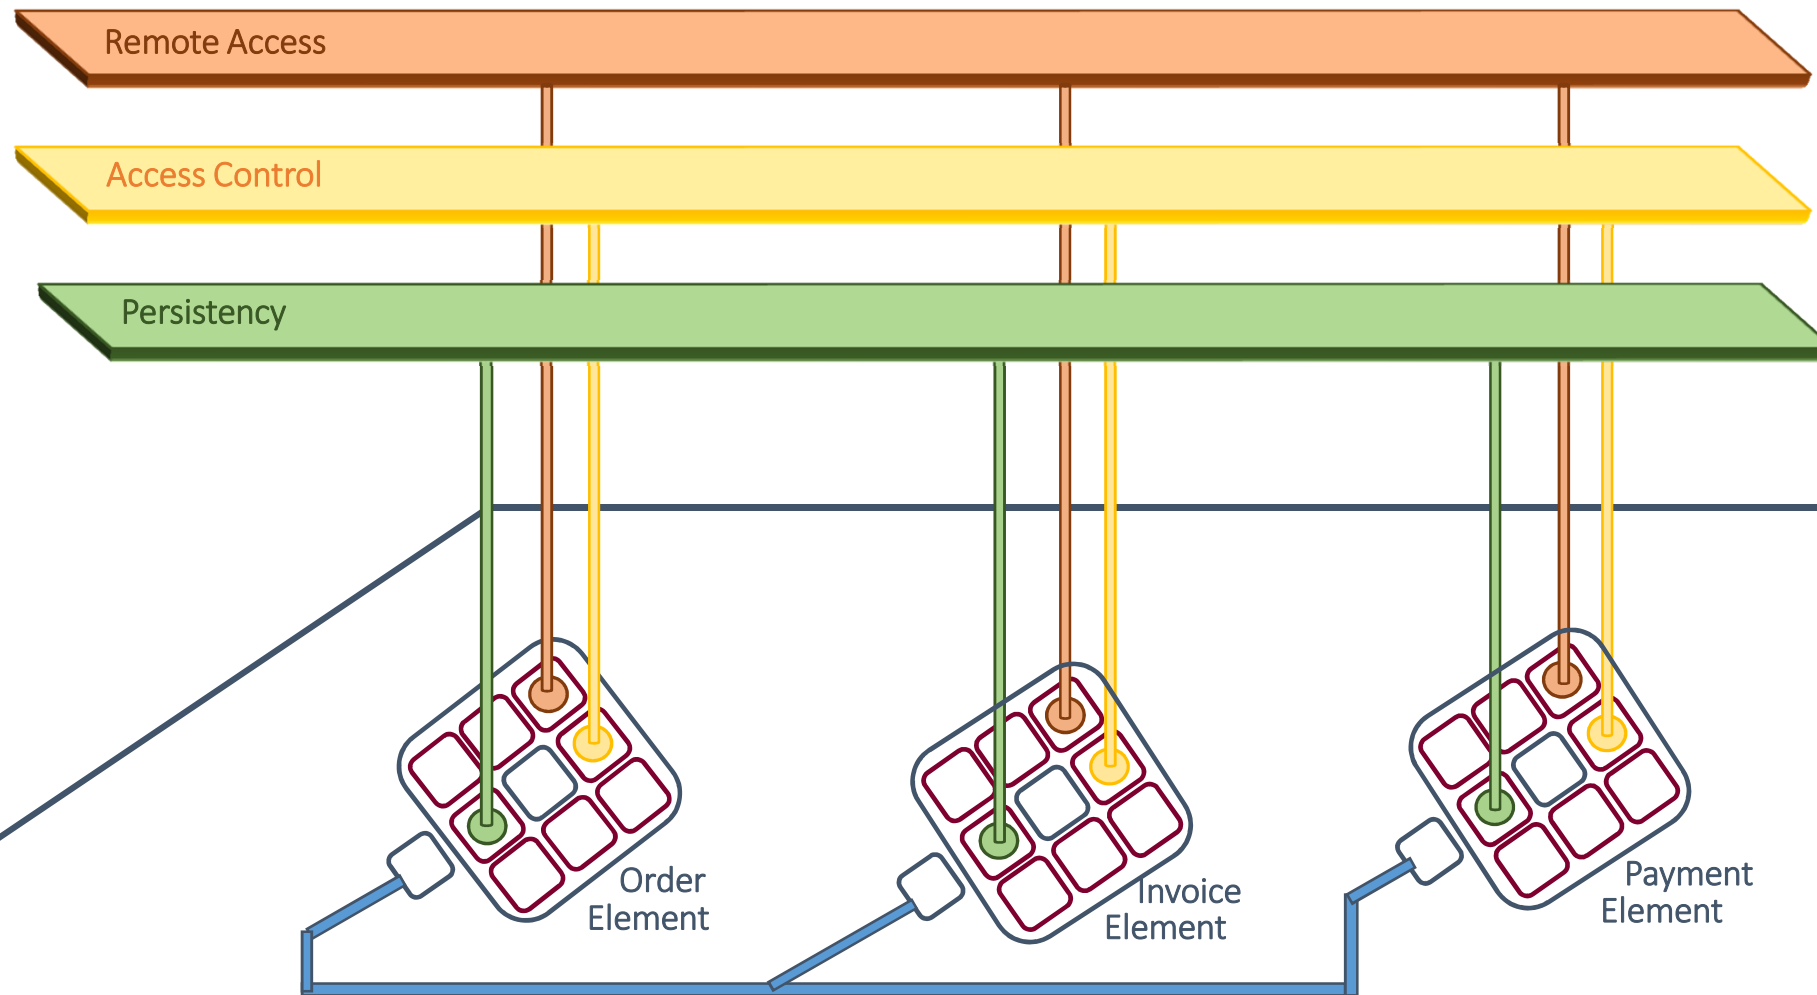 Remote Access
Access Control
Persistency
Order
Element
Invoice
Element
Payment
Element